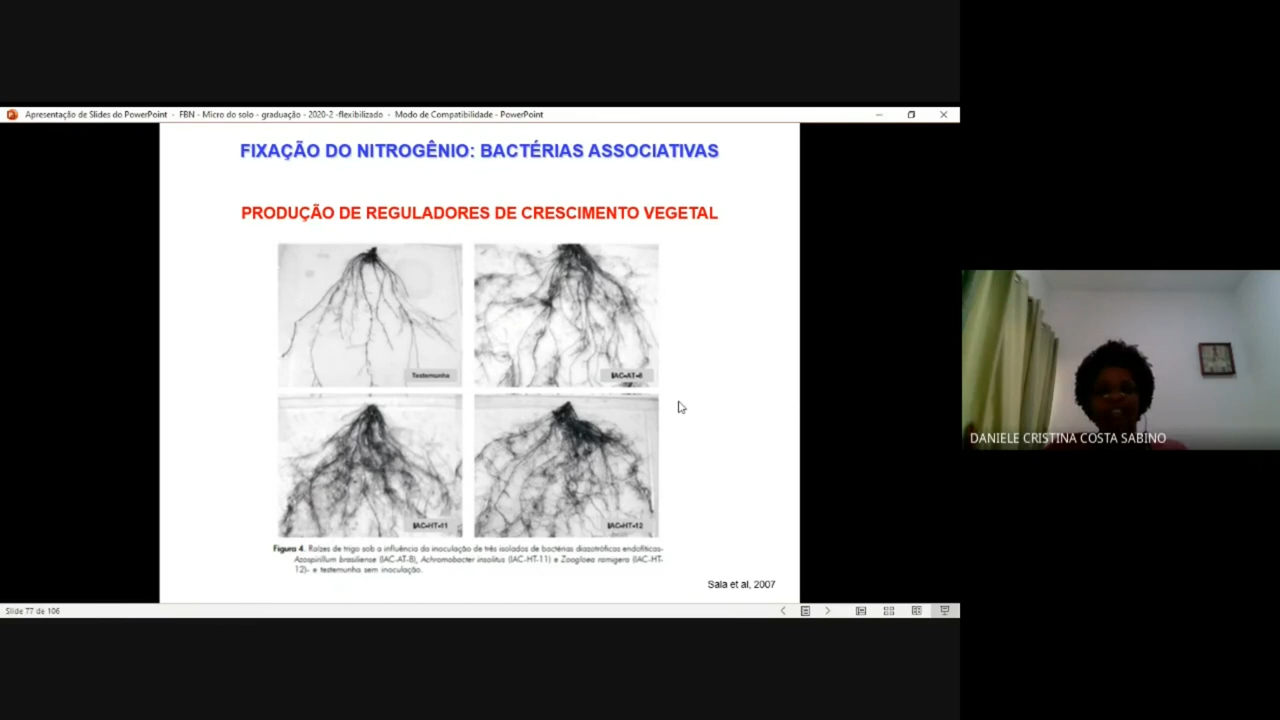 Apresentação de Slides do PowerPoint - FBN - Micro do solo - graduação - 2020-2 -flexibilizado - Modo de Compatibilidade - PowerPoint
FIXAÇÃO DO NITROGÊNIO: BACTÉRIAS ASSOCIATIVAS
PRODUÇÃO DE REGULADORES DE CRESCIMENTO VEGETAL
Testemunha
IAC-AT-8
IAC-HT-11
IAC-HT-12
Figura 4. Raízes de trigo sob a influência da inoculação de três isolados de bactérias diazotróficas endofíticas-
Azospirillum brasiliense (IAC-AT-8), Achromobacter insolitus (IAC-HT-11) e Zoogloea ramigera (IAC-HT-
12)- e testemunha sem inoculação.
Sala et al, 2007
Slide 77 de 106
DANIELE CRISTINA COSTA SABINO